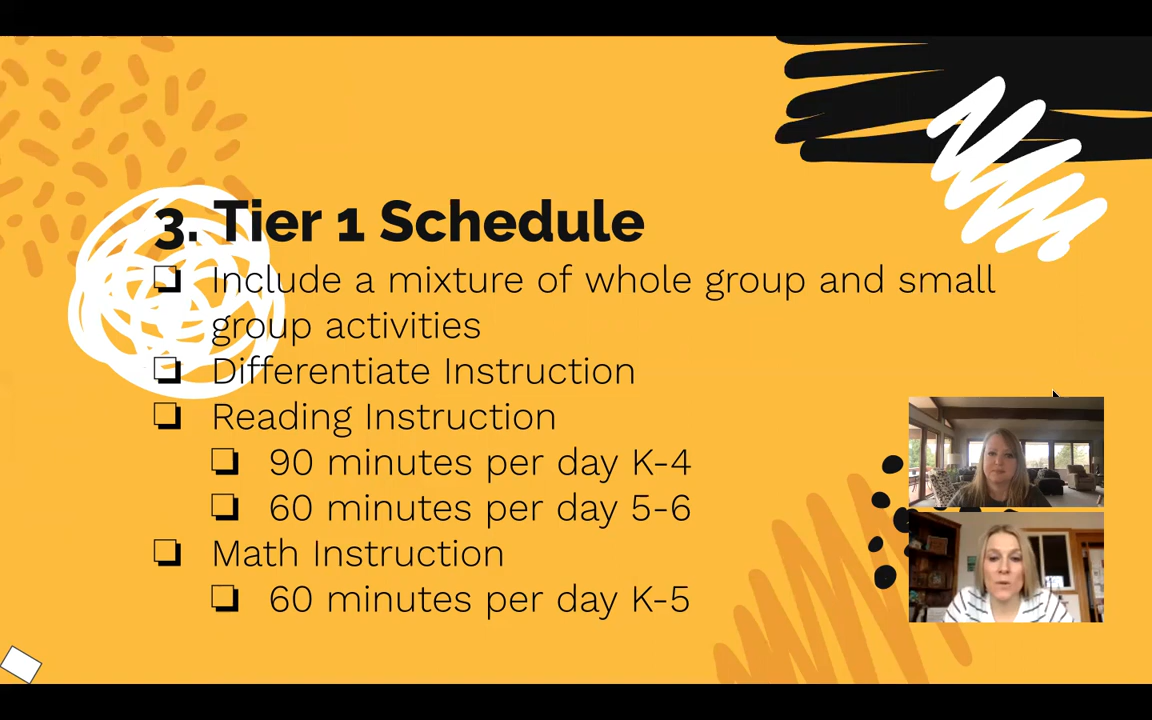 3. Tier 1 Schedule
❏ Include a mixture of whole group and small
group activities
❏ Differentiate Instruction
❏ Reading Instruction
❏ 90 minutes per day K-4
❏ 60 minutes per day 5-6
❏ Math Instruction
❏ 60 minutes per day K-5